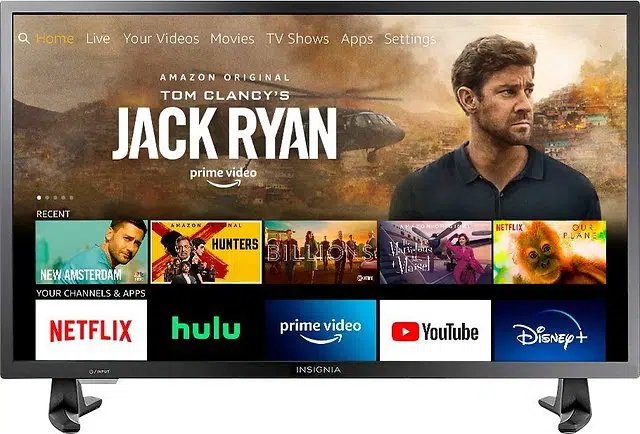 Home Live Your Videos Movies TV Shows Apps Settings
AMAZON ORIGINAL
TOM CLANCY'S
JACK RYAN
prime video
RECENT
NEW AMSTERDAM
AMAZON ORIGINAL
HUNTERS
BILLIONS
SHOWTIME
AMAZON ORIGINAL
The
Marvelous
Mrs. Maisel
NETFLIX
OUR
PLANET
YOUR CHANNELS & APPS
NETFLIX
hulu
prime video
YouTube
Disney+
/ INPUT
INSIGNIA